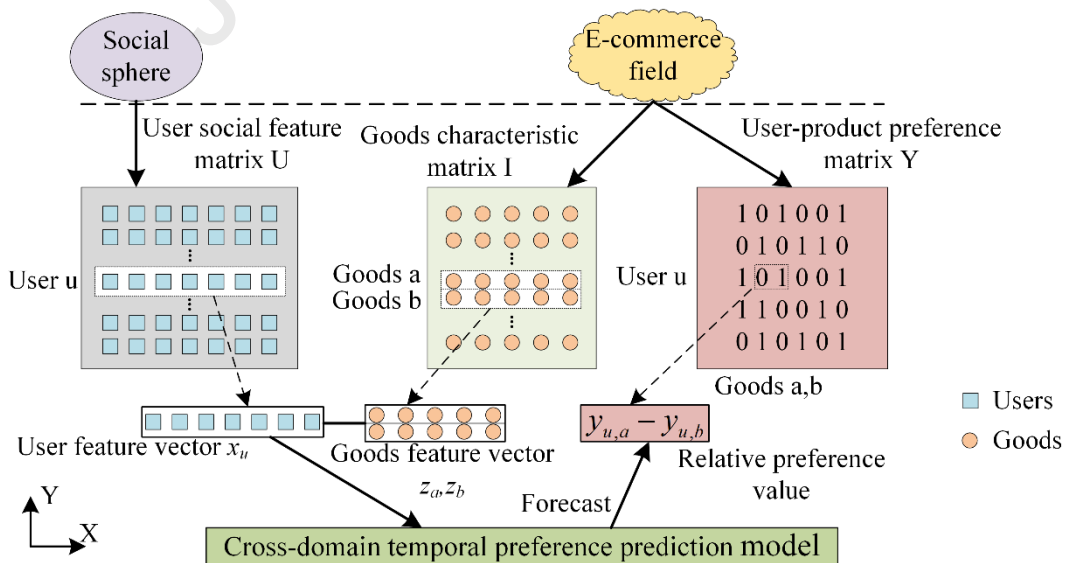 Social
sphere
E-commerce
field
User social feature
matrix U
Goods characteristic
matrix I
User-product preference
matrix Y
User u
Goods a
Goods b
User u
1 0 1 0 0 1
0 1 0 1 1 0
1 0 1 0 0 1
1 1 0 0 1 0
0 1 0 1 0 1
Goods a,b
Users
Goods
User feature vector x_u
Goods feature vector
z_a,z_b
y_{u,a} − y_{u,b}
Relative preference
value
Forecast
Y
X
Cross-domain temporal preference prediction model